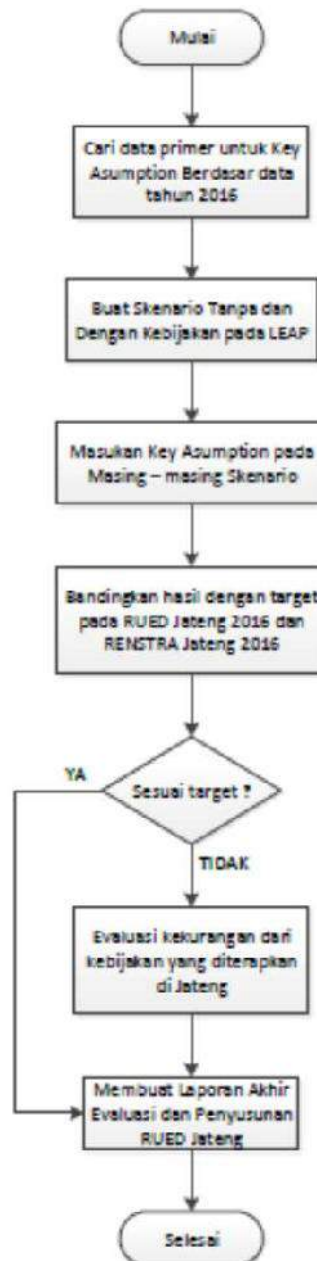 Mulai
Cari data primer untuk Key
Asumption Berdasar data
tahun 2016
Buat Skenario Tanpa dan
Dengan Kebijakan pada LEAP
Masukan Key Asumption pada
Masing – masing Skenario
Bandingkan hasil dengan target
pada RUED Jateng 2016 dan
RENSTRA Jateng 2016
Sesuai target ?
YA
TIDAK
Evaluasi kekurangan dari
kebijakan yang diterapkan
di Jateng
Membuat Laporan Akhir
Evaluasi dan Penyusunan
RUED Jateng
Selesai